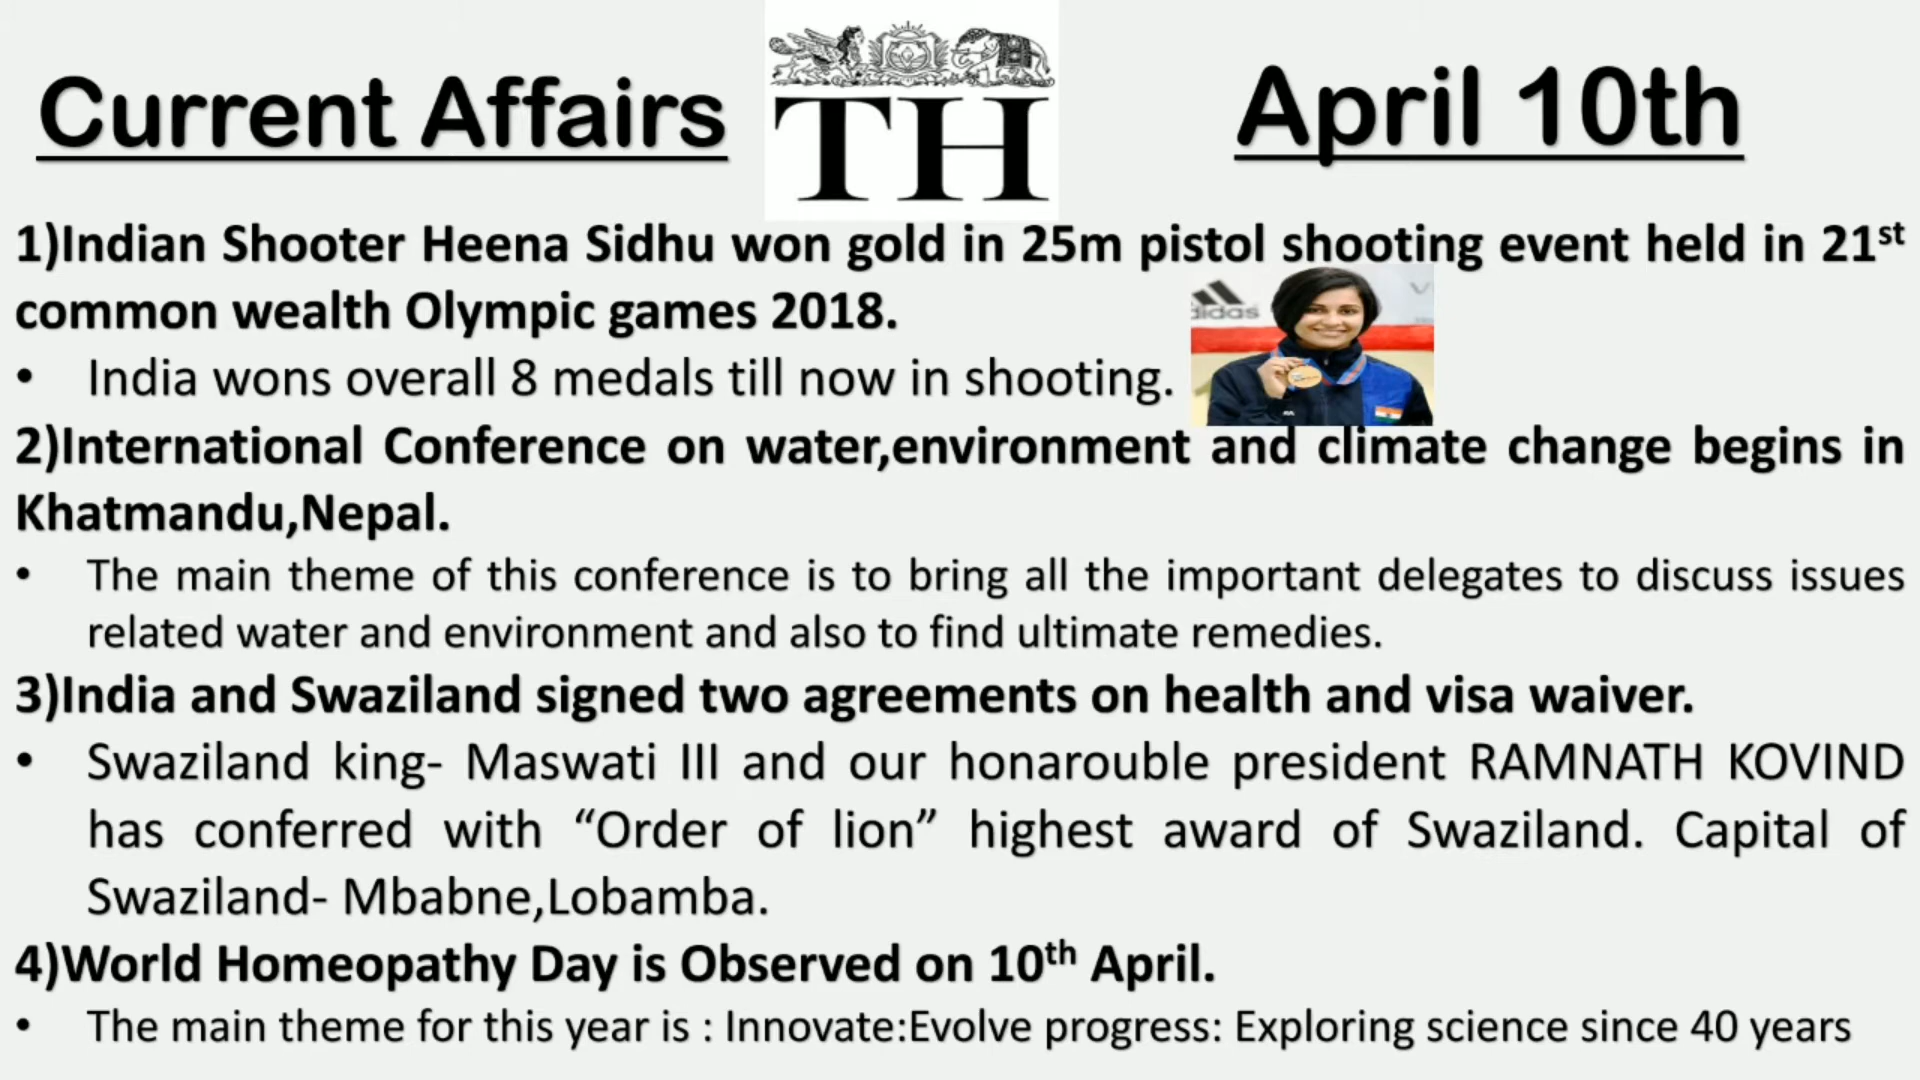 Current Affairs
TH
April 10th
1)Indian Shooter Heena Sidhu won gold in 25m pistol shooting event held in 21st
common wealth Olympic games 2018.
adidas
• India wons overall 8 medals till now in shooting.
2)International Conference on water,environment and climate change begins in
Khatmandu,Nepal.
• The main theme of this conference is to bring all the important delegates to discuss issues
related water and environment and also to find ultimate remedies.
3)India and Swaziland signed two agreements on health and visa waiver.
• Swaziland king- Maswati III and our honarouble president RAMNATH KOVIND
has conferred with “Order of lion” highest award of Swaziland. Capital of
Swaziland- Mbabne,Lobamba.
4)World Homeopathy Day is Observed on 10th April.
• The main theme for this year is : Innovate:Evolve progress: Exploring science since 40 years